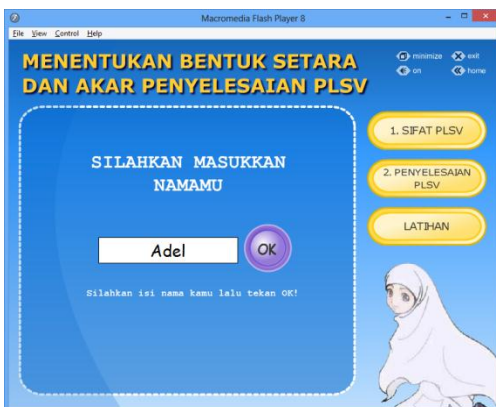 Macromedia Flash Player 8
File View Control Help
MENENTUKAN BENTUK SETARA
DAN AKAR PENYELESAIAN PLSV
minimize exit
on home
SILAHKAN MASUKKAN
NAMAMU
Adel OK
Silahkan isi nama kamu lalu tekan OK!
1. SIFAT PLSV
2. PENYELESAIAN
PLSV
LATIHAN